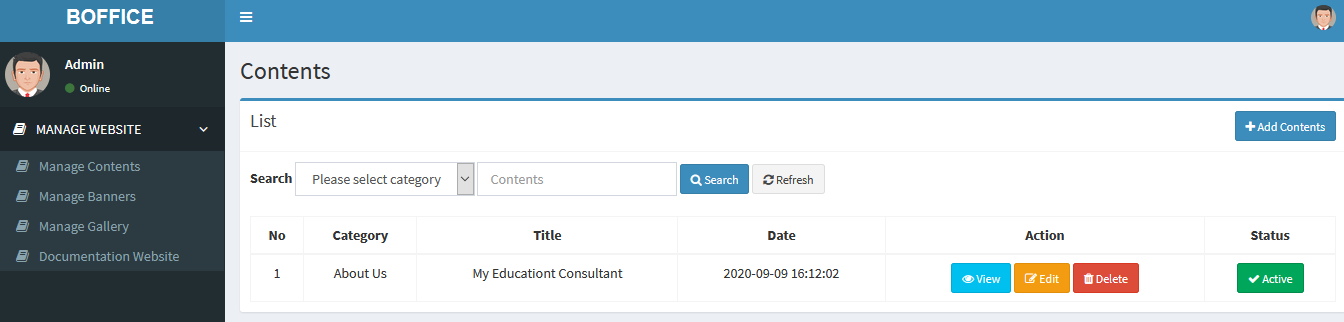 BOFFICE
Admin
Online
MANAGE WEBSITE
Manage Contents
Manage Banners
Manage Gallery
Documentation Website
Contents
List
Add Contents
Search Please select category Contents Search Refresh
No Category Title Date Action Status
1 About Us My Educationt Consultant 2020-09-09 16:12:02 View Edit Delete Active